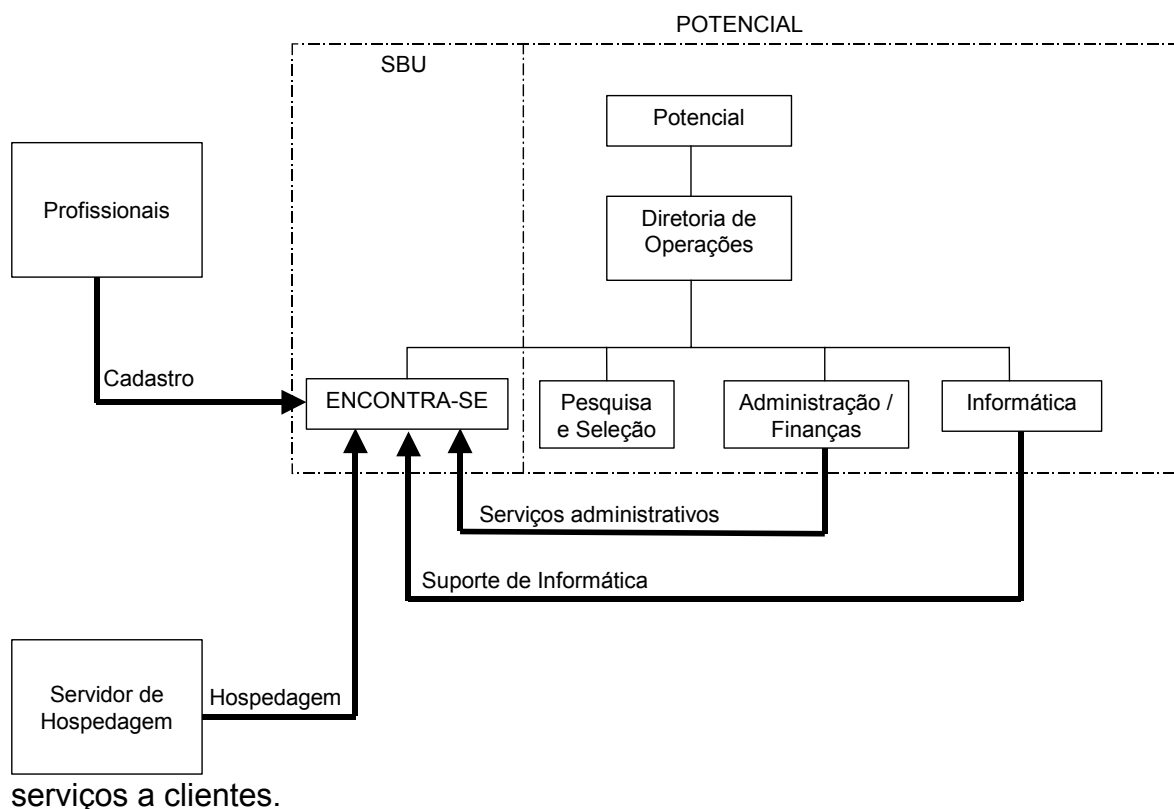 POTENCIAL
SBU
Potencial
Profissionais
Diretoria de
Operações
Cadastro
ENCONTRA-SE
Pesquisa
e Seleção
Administração /
Finanças
Informática
Serviços administrativos
Suporte de Informática
Servidor de
Hospedagem
Hospedagem
serviços a clientes.